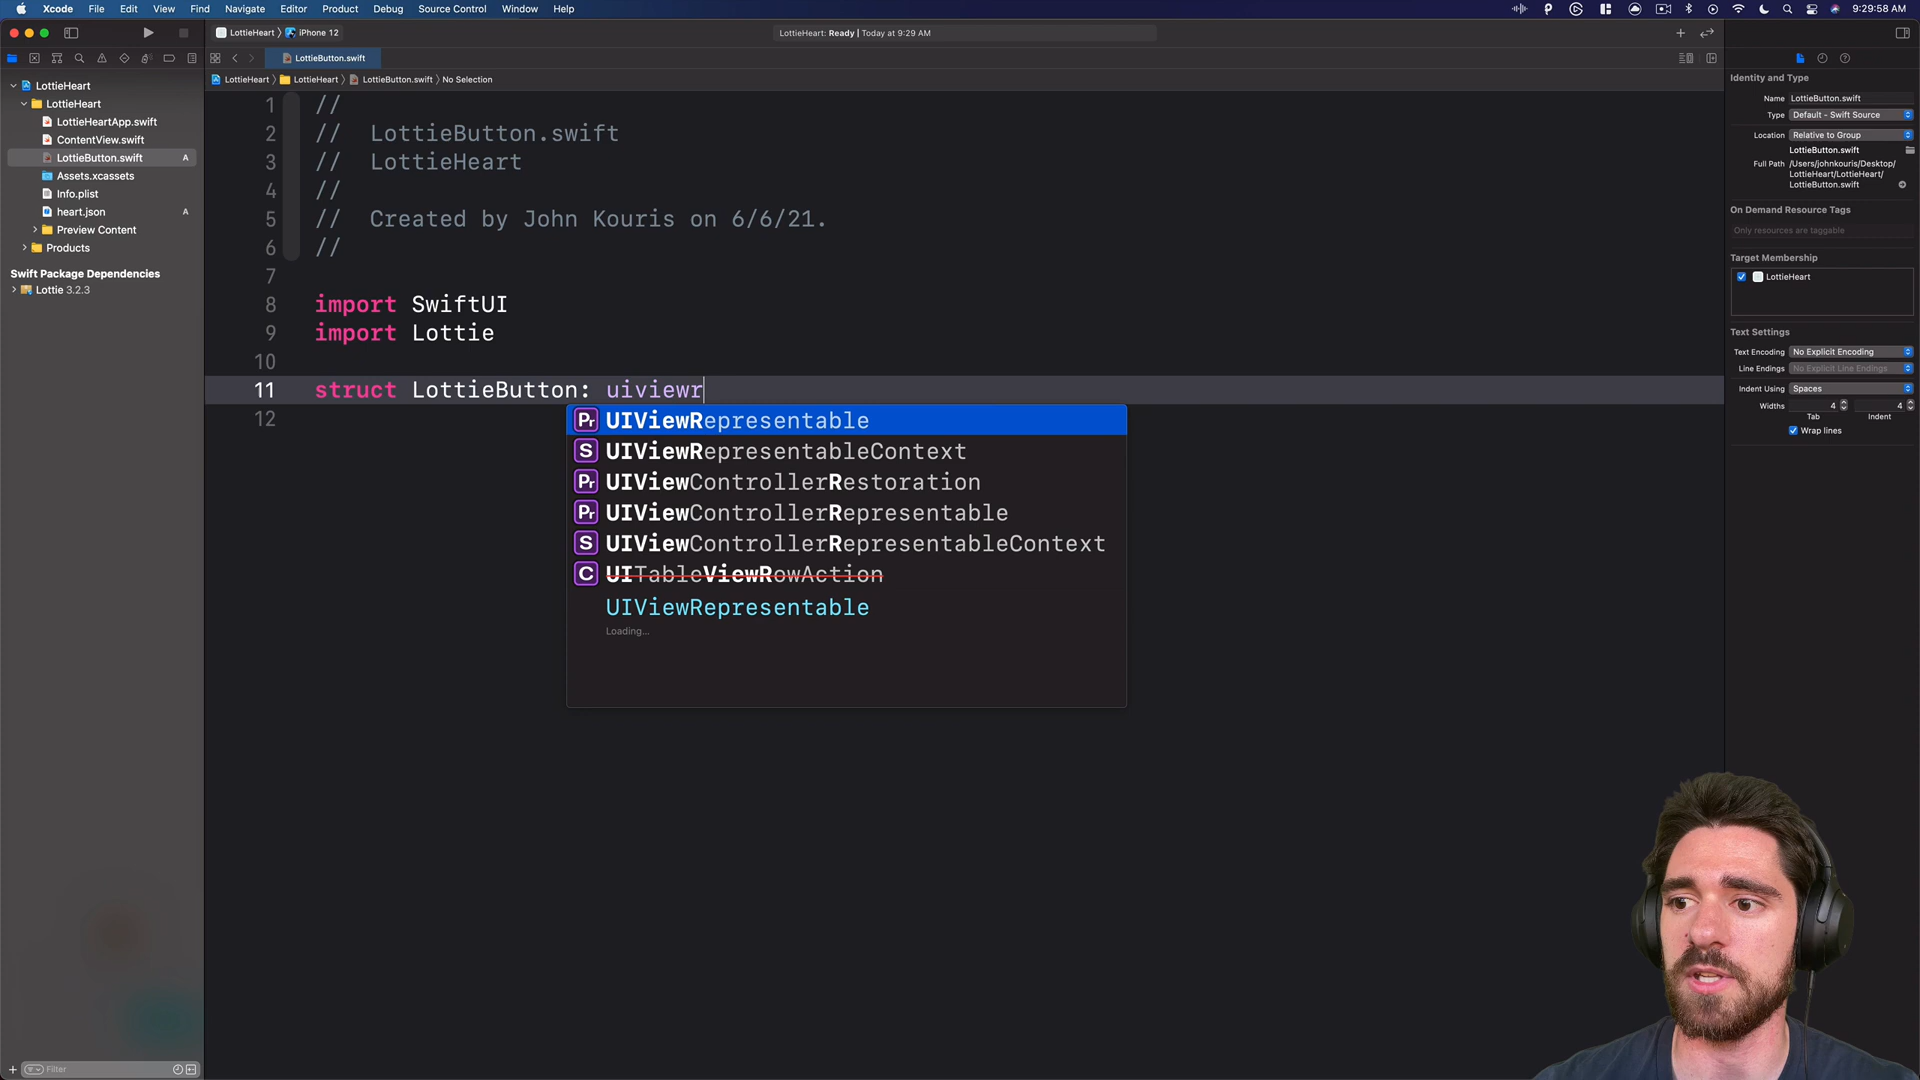 Xcode File Edit View Find Navigate Editor Product Debug Source Control Window Help 9:29:58 AM
LottieHeart iPhone 12 LottieHeart: Ready | Today at 9:29 AM
LottieButton.swift
LottieHeart LottieHeart LottieButton.swift No Selection
LottieHeart
LottieHeart
LottieHeartApp.swift
ContentView.swift
LottieButton.swift A
Assets.xcassets
Info.plist
heart.json A
Preview Content
Products
Swift Package Dependencies
Lottie 3.2.3
Filter
1 //
2 // LottieButton.swift
3 // LottieHeart
4 //
5 // Created by John Kouris on 6/6/21.
6 //
7
8 import SwiftUI
9 import Lottie
10
11 struct LottieButton: uiviewr
12
Pr UIViewRepresentable
S UIViewRepresentableContext
Pr UIViewControllerRestoration
Pr UIViewControllerRepresentable
S UIViewControllerRepresentableContext
C UITableViewRowAction
UIViewRepresentable
Loading...
Identity and Type
Name LottieButton.swift
Type Default - Swift Source
Location Relative to Group
LottieButton.swift
Full Path /Users/johnkouris/Desktop/
LottieHeart/LottieHeart/
LottieButton.swift
On Demand Resource Tags
Only resources are taggable
Target Membership
LottieHeart
Text Settings
Text Encoding No Explicit Encoding
Line Endings No Explicit Line Endings
Indent Using Spaces
Widths 4 4
Tab Indent
Wrap lines